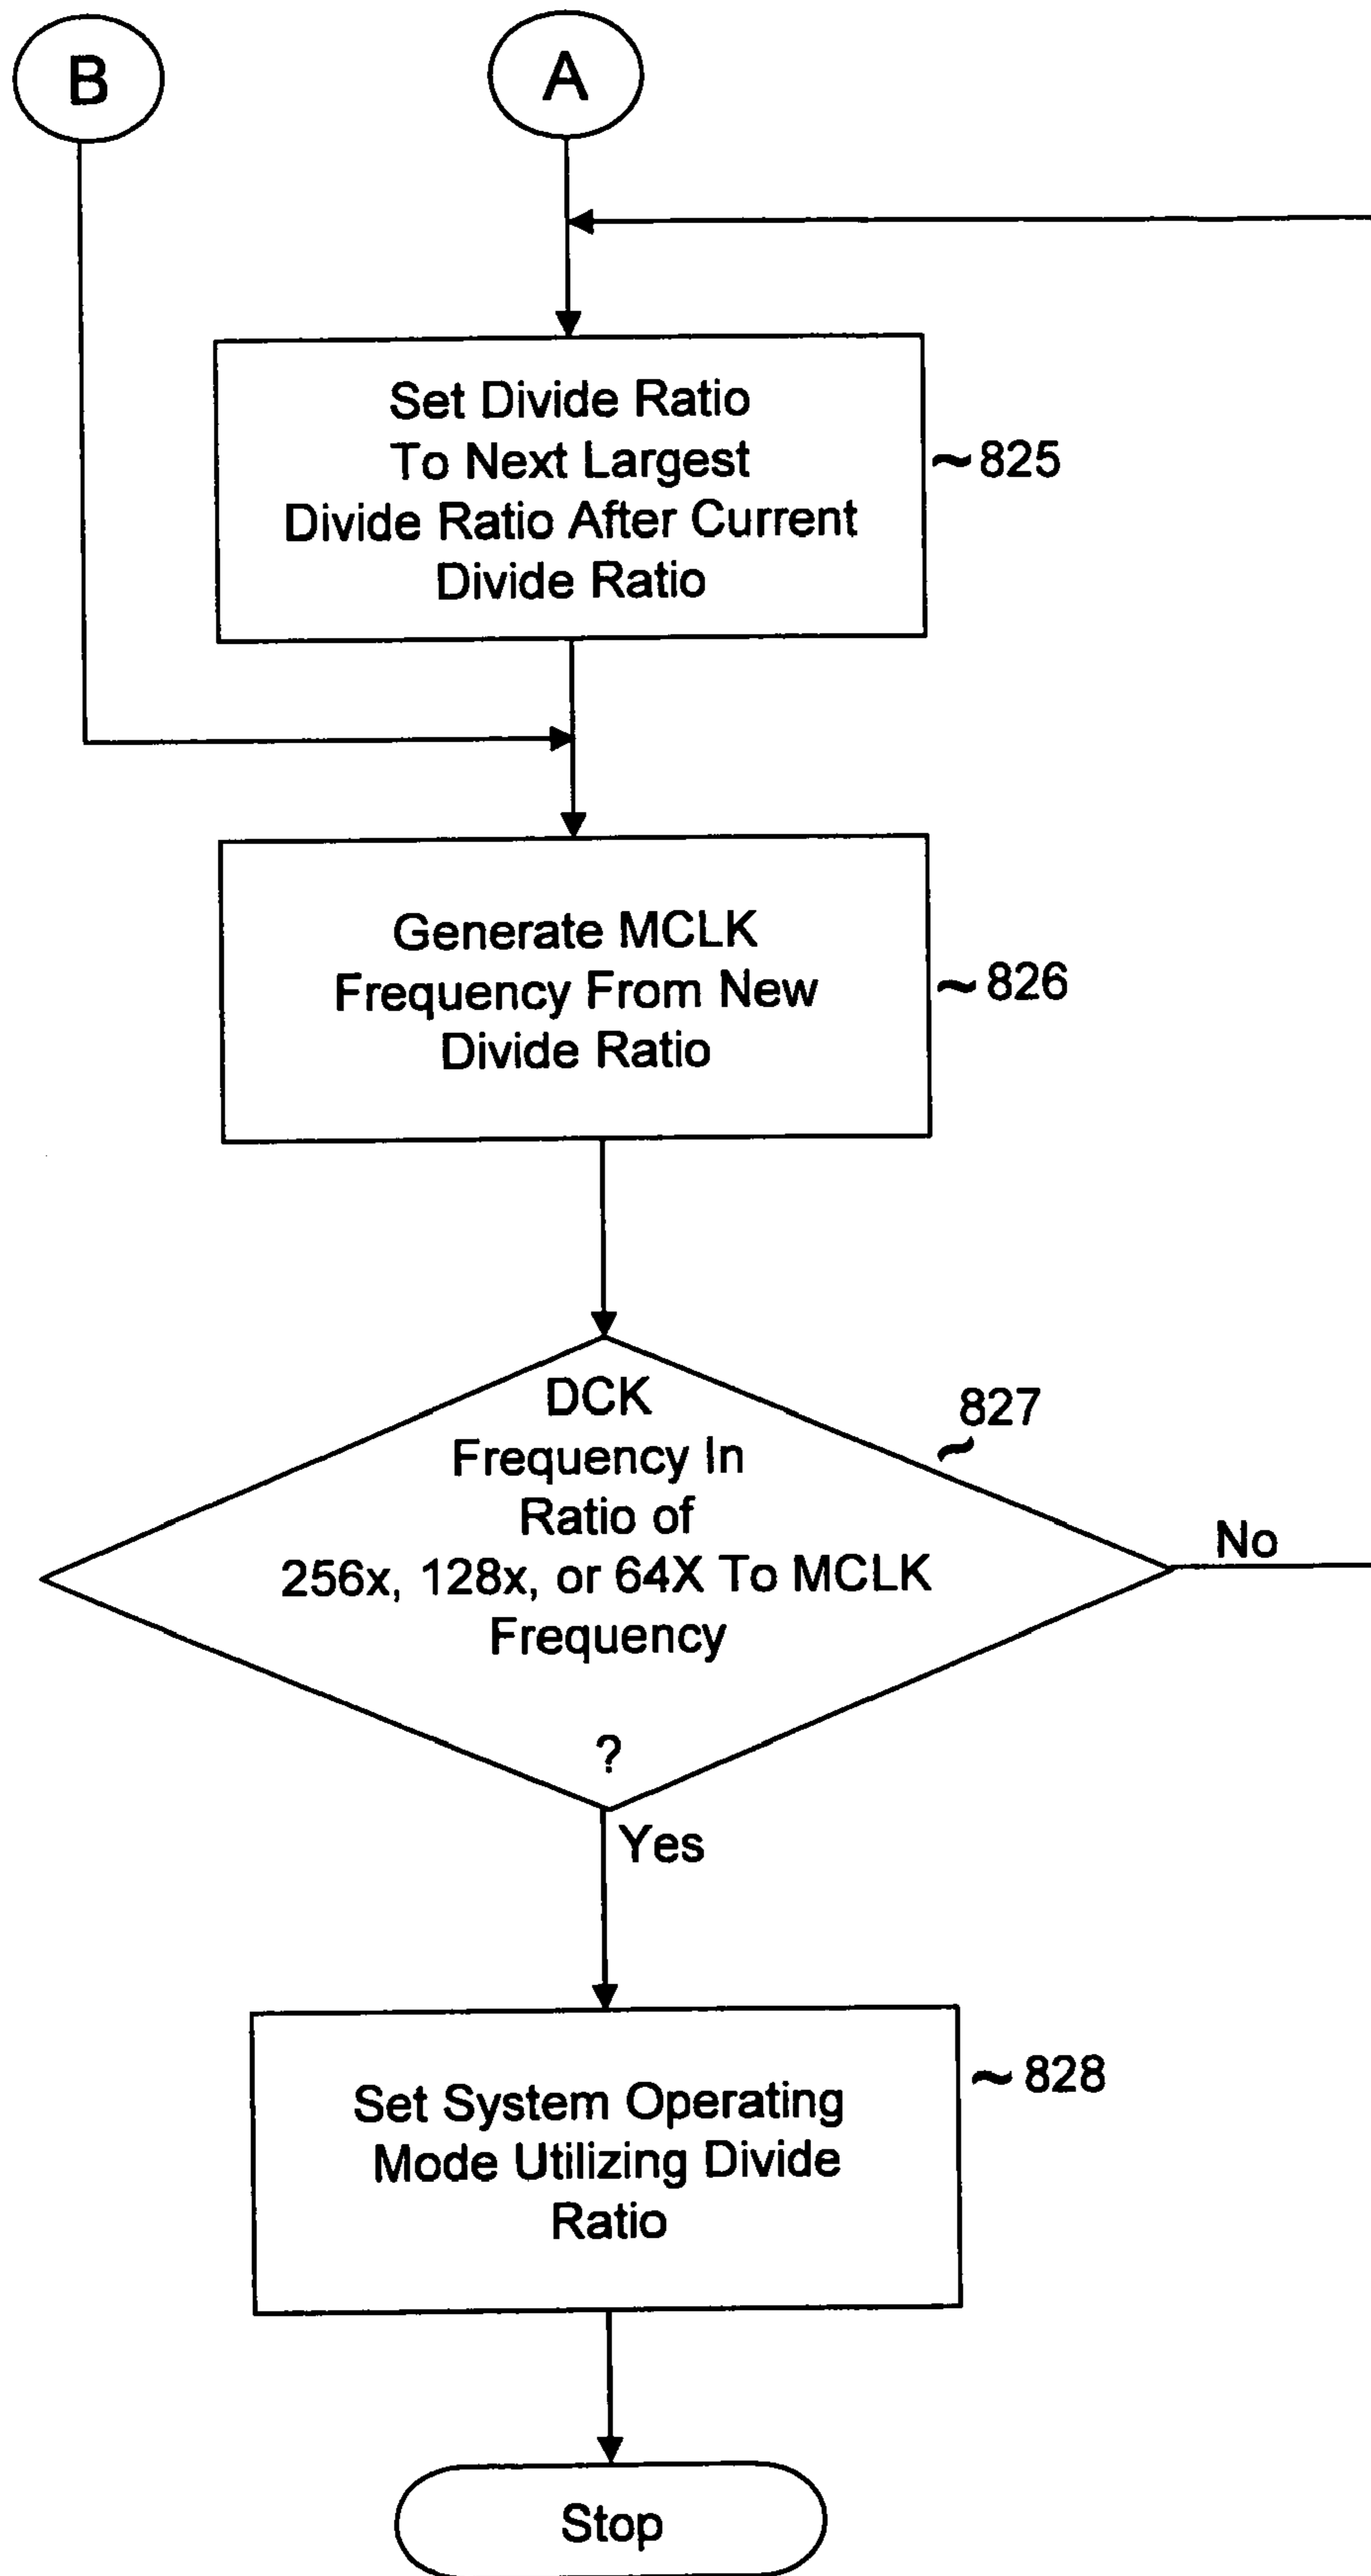 B
A
Set Divide Ratio
To Next Largest
Divide Ratio After Current
Divide Ratio
~825
Generate MCLK
Frequency From New
Divide Ratio
~826
DCK
Frequency In
Ratio of
256x, 128x, or 64X To MCLK
Frequency
?
~827
No
Yes
Set System Operating
Mode Utilizing Divide
Ratio
~828
Stop